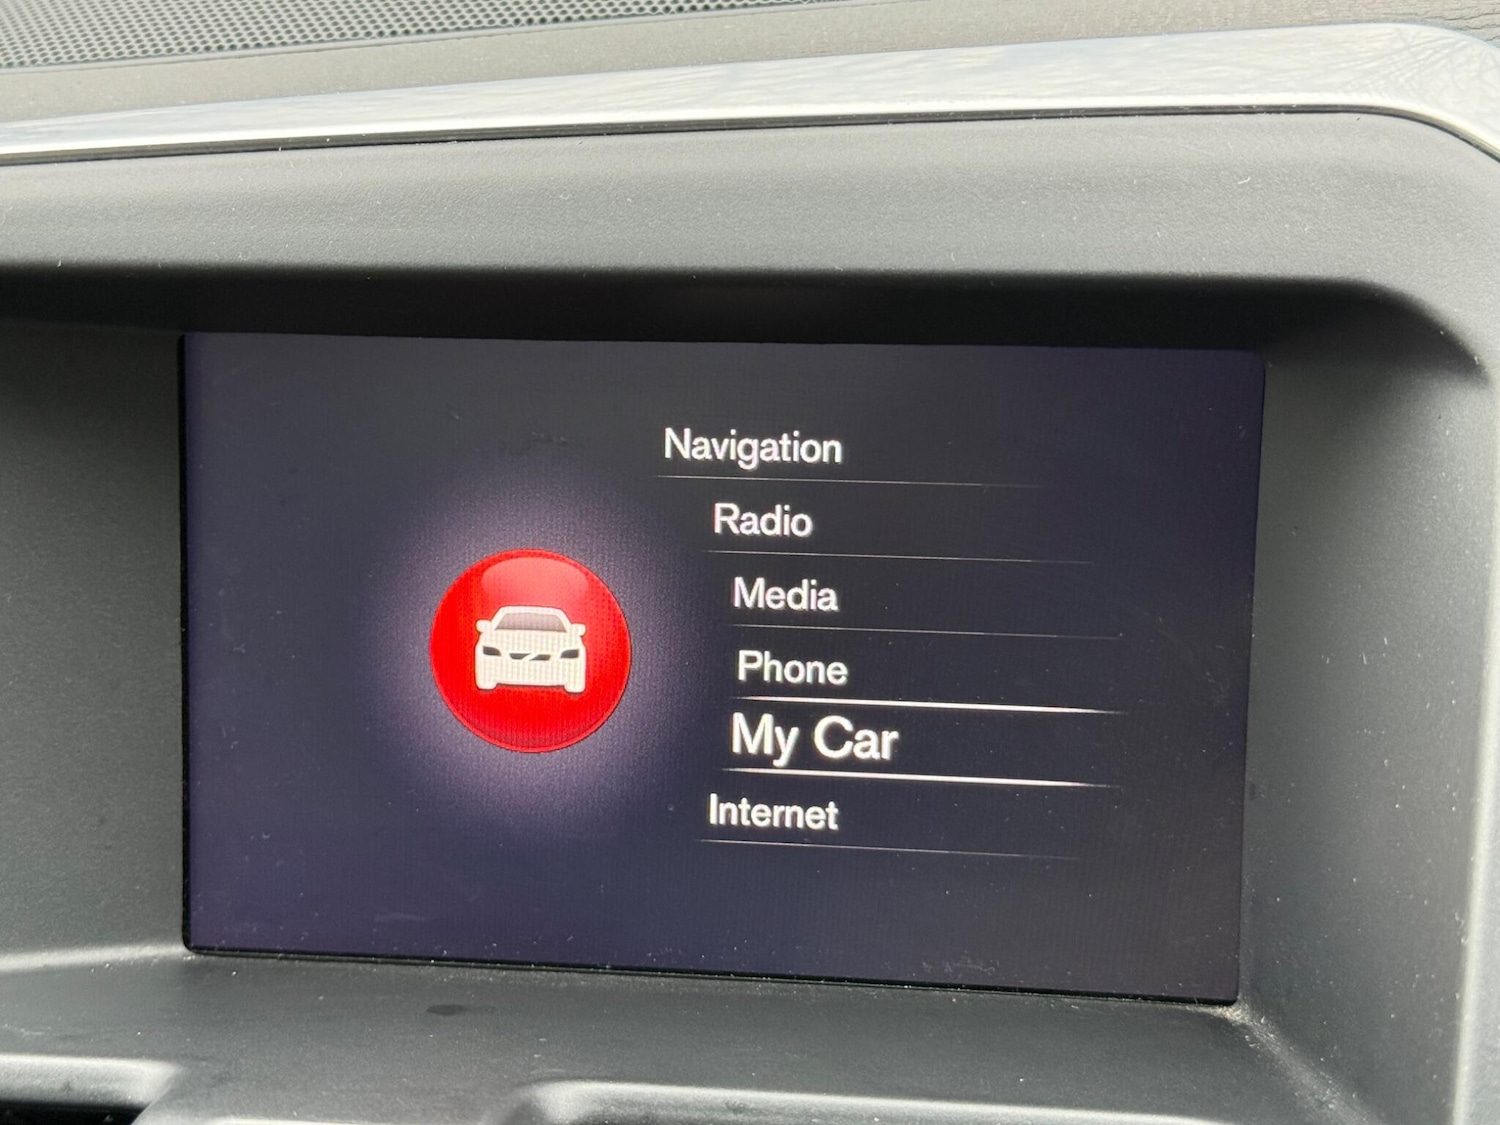 Navigation
Radio
Media
Phone
My Car
Internet